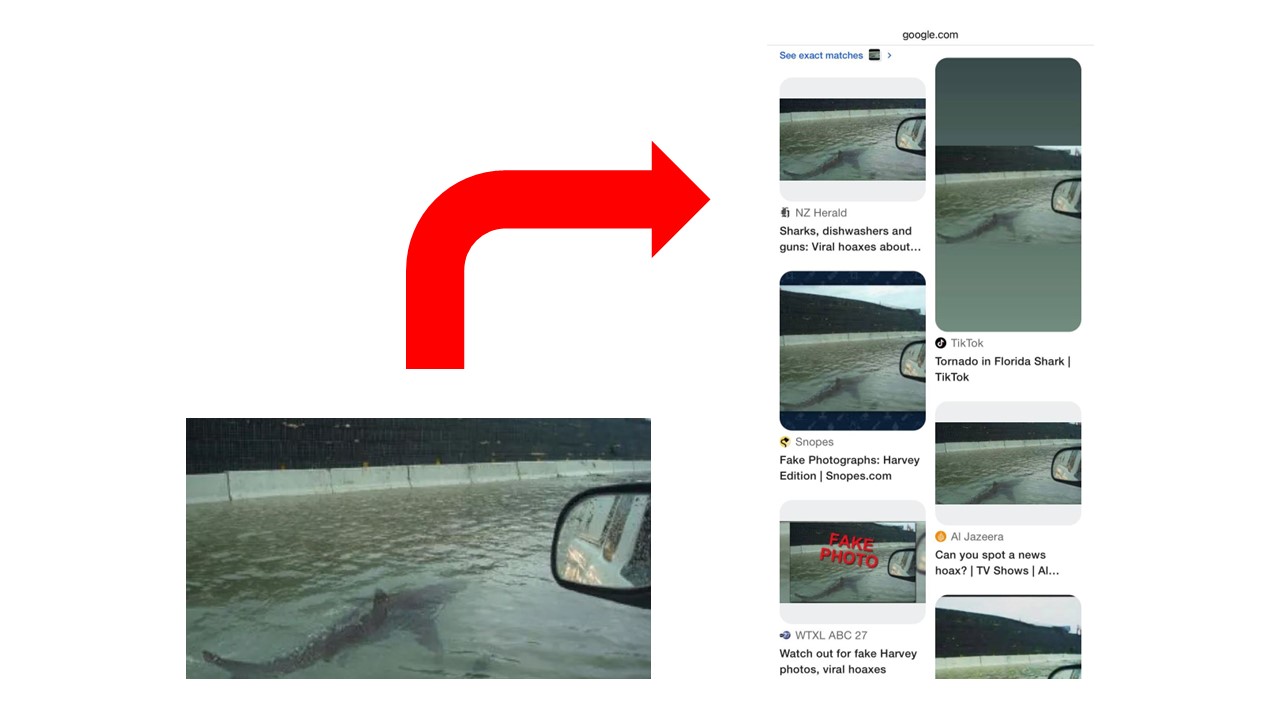 google.com
See exact matches
NZ Herald
Sharks, dishwashers and
guns: Viral hoaxes about…
Snopes
Fake Photographs: Harvey
Edition | Snopes.com
FAKE
PHOTO
WTXL ABC 27
Watch out for fake Harvey
photos, viral hoaxes
TikTok
Tornado in Florida Shark |
TikTok
Al Jazeera
Can you spot a news
hoax? | TV Shows | Al…